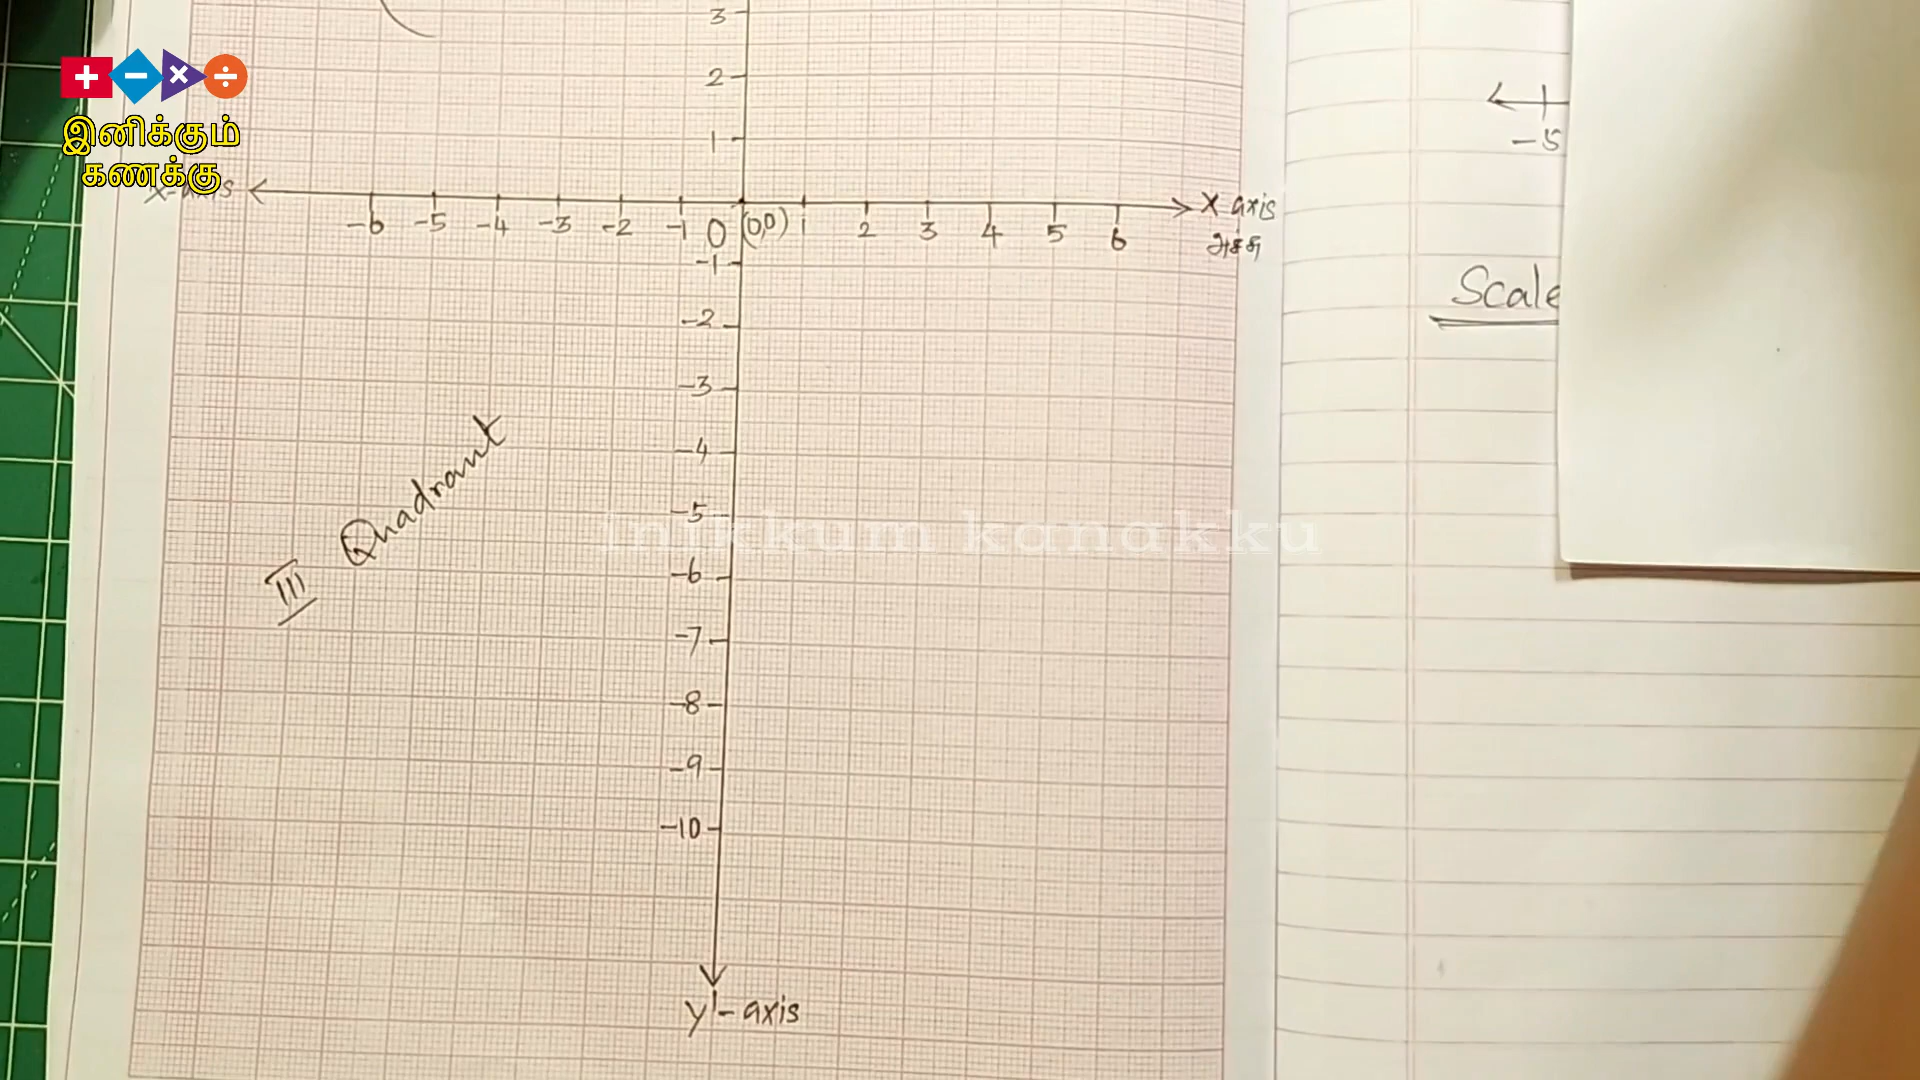 + − × ÷
இனிக்கும்
கணக்கு
3
2
1
x-axis
X axis
அச்சு
-6 -5 -4 -3 -2 -1 O (0,0) 1 2 3 4 5 6
-1
-2
-3
-4
-5
-6
-7
-8
-9
-10
y'-axis
III Quadrant
inikkum kanakku
-5
Scale